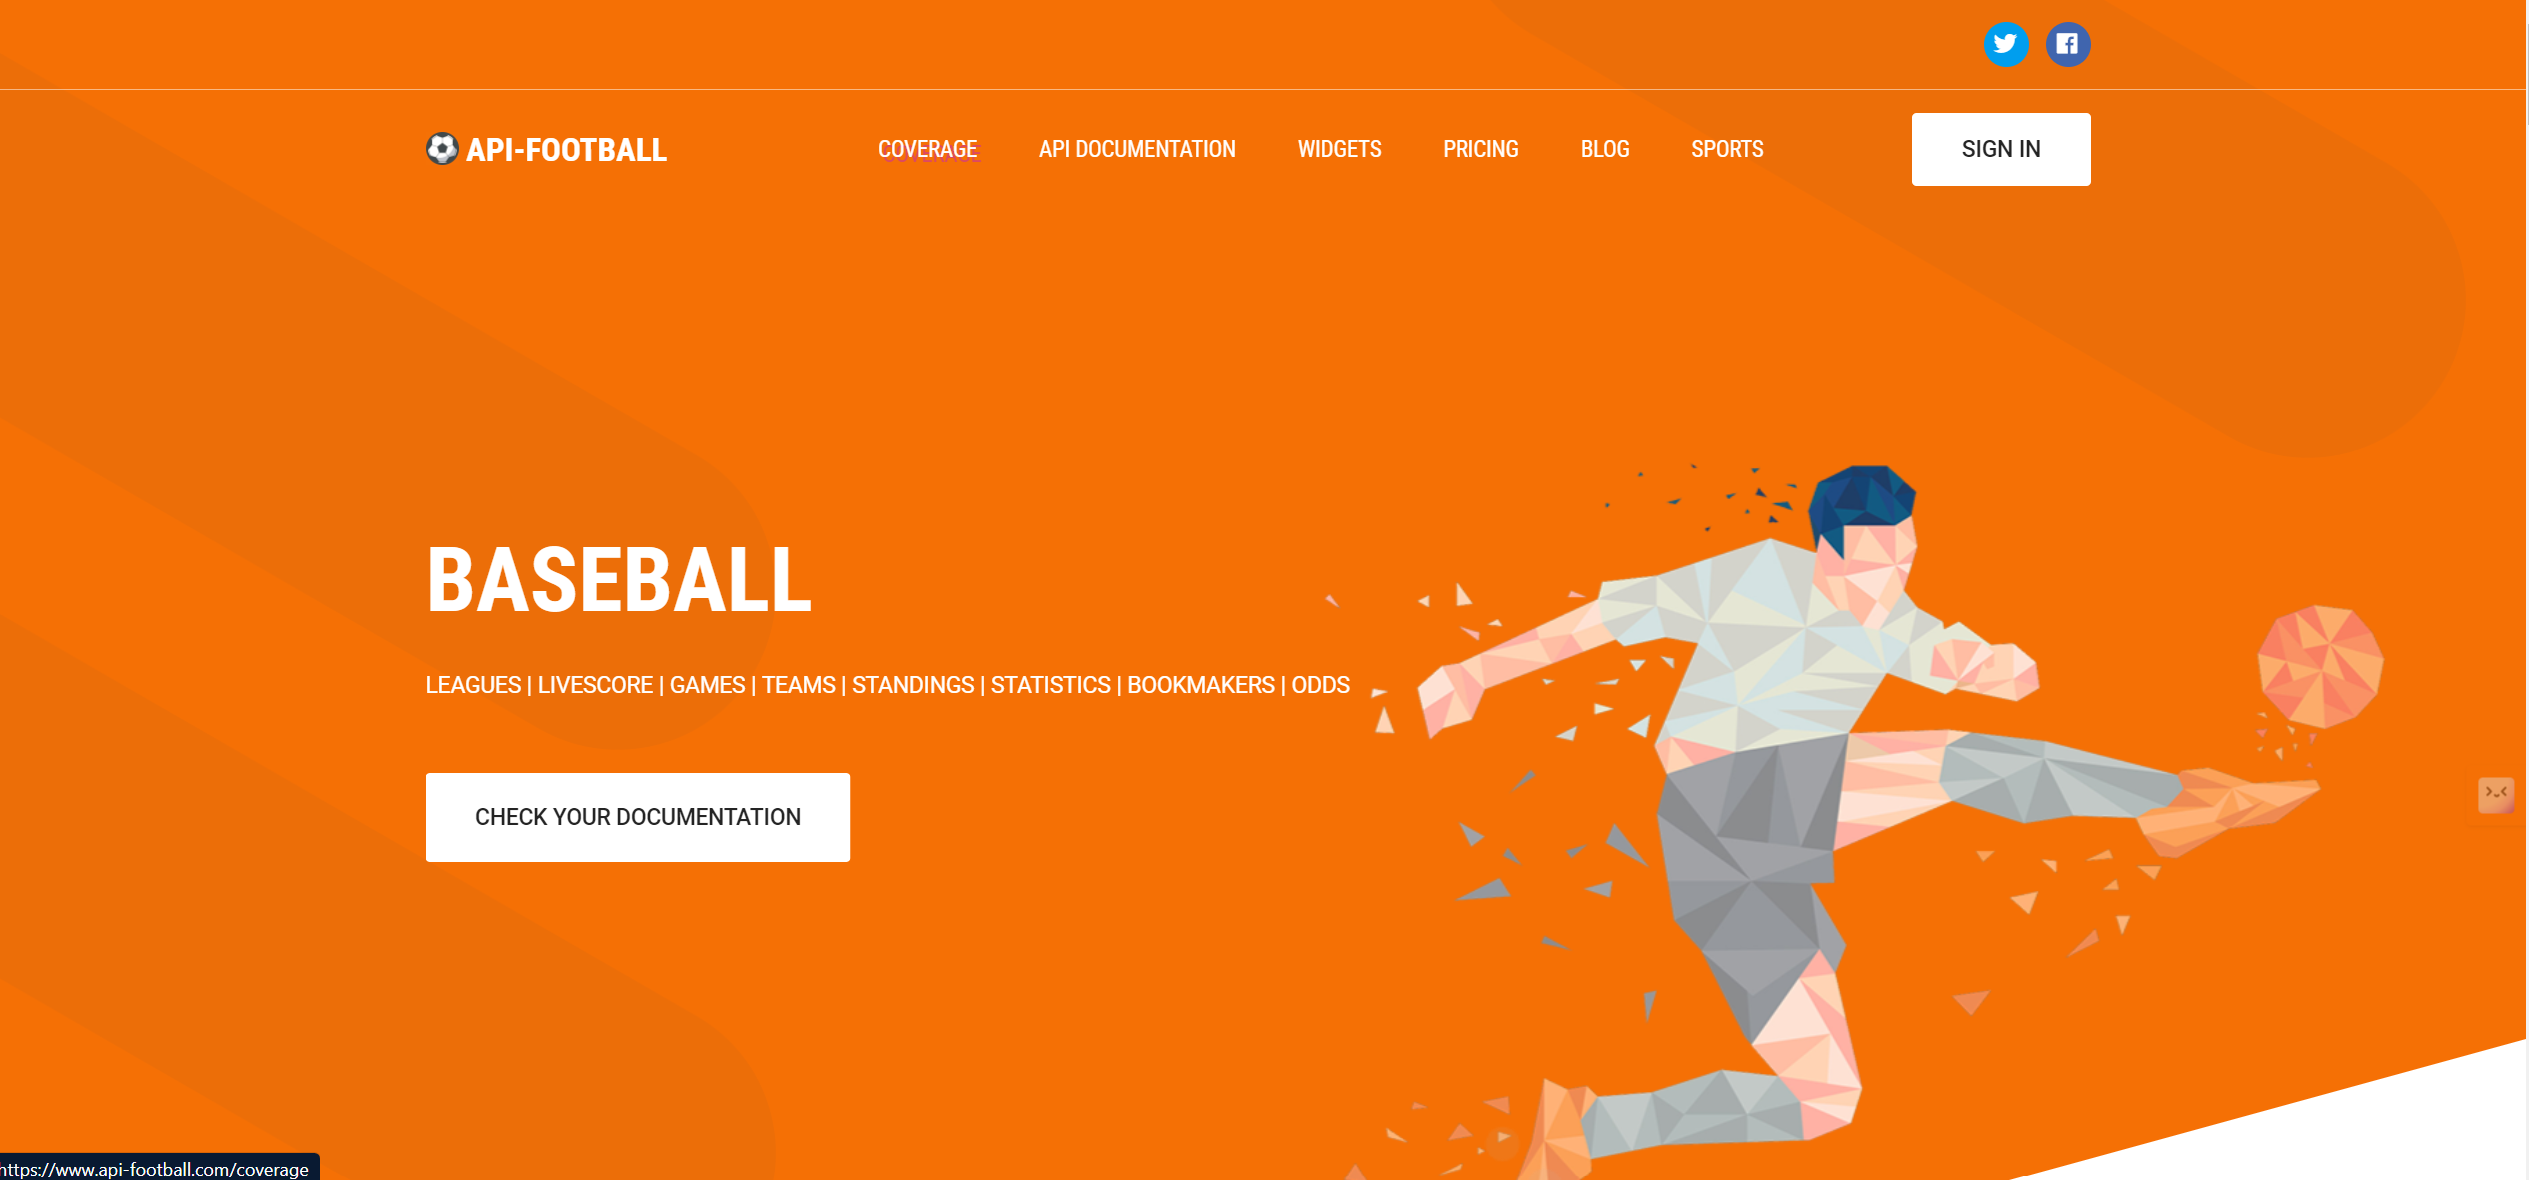 API-FOOTBALL
COVERAGE
API DOCUMENTATION
WIDGETS
PRICING
BLOG
SPORTS
SIGN IN
BASEBALL
LEAGUES | LIVESCORE | GAMES | TEAMS | STANDINGS | STATISTICS | BOOKMAKERS | ODDS
CHECK YOUR DOCUMENTATION
https://www.api-football.com/coverage